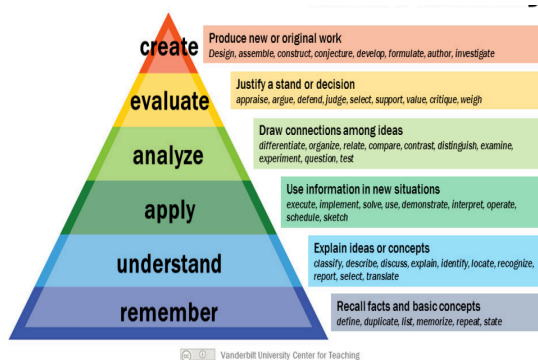 create
Produce new or original work
Design, assemble, construct, conjecture, develop, formulate, author, investigate
evaluate
Justify a stand or decision
appraise, argue, defend, judge, select, support, value, critique, weigh
analyze
Draw connections among ideas
differentiate, organize, relate, compare, contrast, distinguish, examine,
experiment, question, test
apply
Use information in new situations
execute, implement, solve, use, demonstrate, interpret, operate,
schedule, sketch
understand
Explain ideas or concepts
classify, describe, discuss, explain, identify, locate, recognize,
report, select, translate
remember
Recall facts and basic concepts
define, duplicate, list, memorize, repeat, state
cc
Vanderbilt University Center for Teaching